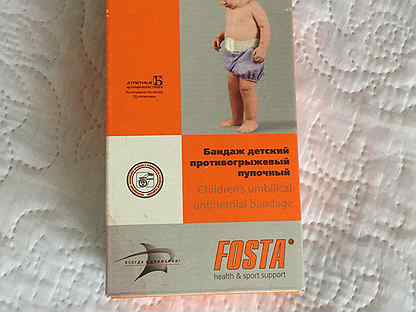 Бандаж детский
противогрыжевый
пупочный
Children's umbilical
antihernial bandage
FOSTA®
health & sport support